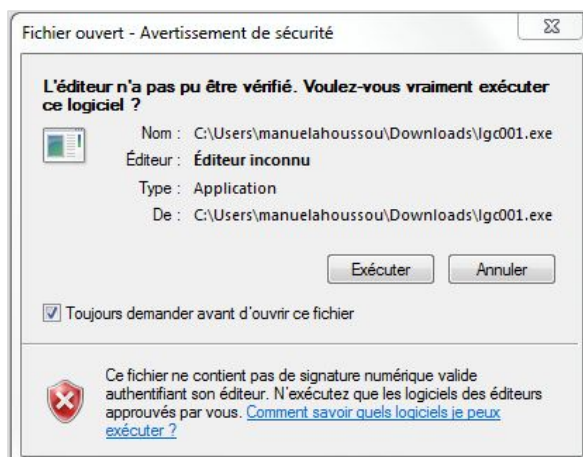 Fichier ouvert - Avertissement de sécurité
L'éditeur n'a pas pu être vérifié. Voulez-vous vraiment exécuter
ce logiciel ?
Nom : C:\Users\manuelahoussou\Downloads\lgc001.exe
Éditeur : Éditeur inconnu
Type : Application
De : C:\Users\manuelahoussou\Downloads\lgc001.exe
Exécuter Annuler
Toujours demander avant d'ouvrir ce fichier
Ce fichier ne contient pas de signature numérique valide
authentifiant son éditeur. N'exécutez que les logiciels des éditeurs
approuvés par vous. Comment savoir quels logiciels je peux
exécuter ?